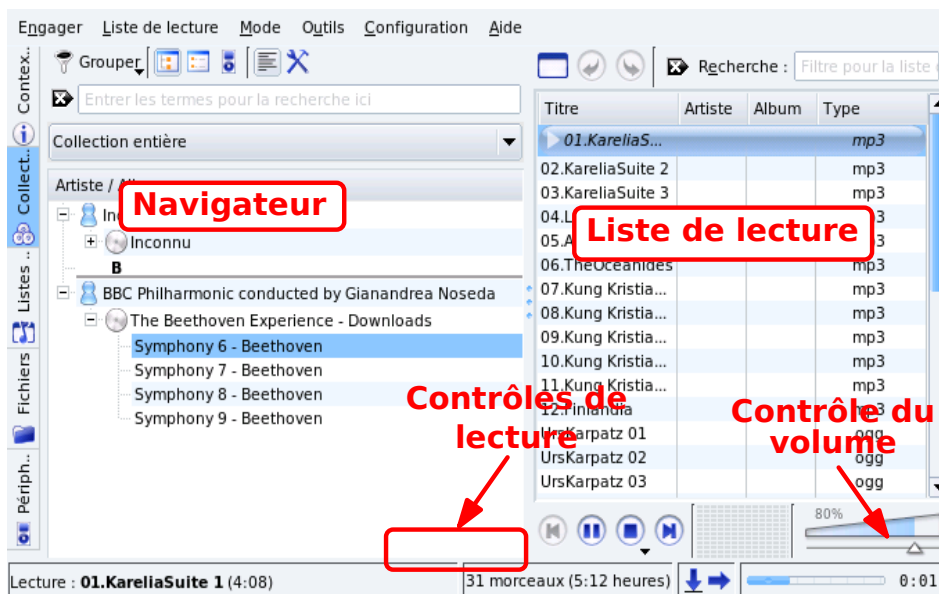 Engager Liste de lecture Mode Outils Configuration Aide
Contex..
Collect..
Listes ..
Fichiers
Périph..
Grouper
Entrer les termes pour la recherche ici
Collection entière
Artiste /
Navigateur
Inconnu
B
BBC Philharmonic conducted by Gianandrea Noseda
The Beethoven Experience - Downloads
Symphony 6 - Beethoven
Symphony 7 - Beethoven
Symphony 8 - Beethoven
Symphony 9 - Beethoven
Contrôles de
lecture
Recherche : Filtre pour la liste
Titre Artiste Album Type
01.KareliaS... mp3
02.KareliaSuite 2 mp3
03.KareliaSuite 3 mp3
04.L mp3
Liste de lecture
05.A mp3
06.TheOceanides mp3
07.Kung Kristia... mp3
08.Kung Kristia... mp3
09.Kung Kristia... mp3
10.Kung Kristia... mp3
11.Kung Kristia... mp3
12.Finlandia mp3
UrsKarpatz 01 ogg
UrsKarpatz 02 ogg
UrsKarpatz 03 ogg
Contrôle du
volume
80%
Lecture : 01.KareliaSuite 1 (4:08)
31 morceaux (5:12 heures)
0:01